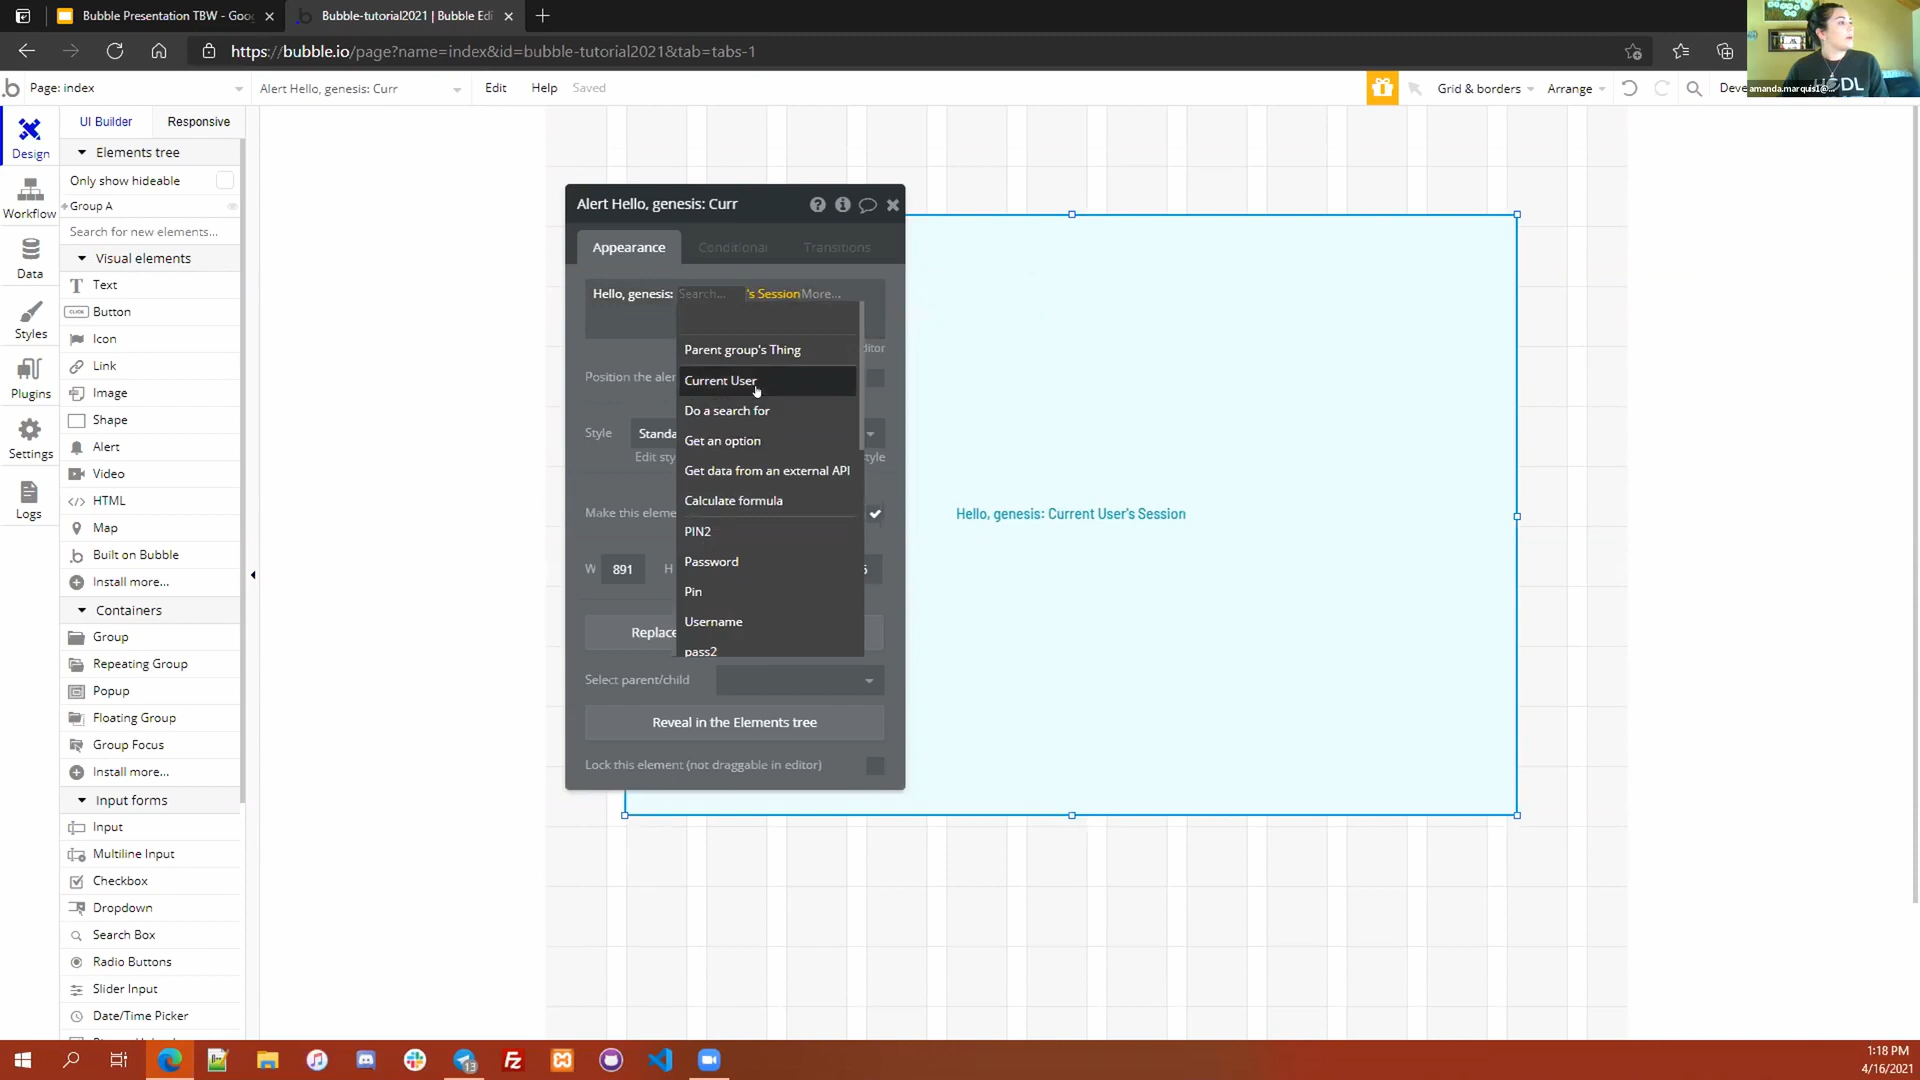 Bubble Presentation TBW - Goog
Bubble-tutorial2021 | Bubble Edi
https://bubble.io/page?name=index&id=bubble-tutorial2021&tab=tabs-1
Page: index
Alert Hello, genesis: Curr
Edit
Help
Saved
Grid & borders
Arrange
Deve
amanda.marquis1@...
UI Builder
Responsive
Design
Workflow
Data
Styles
Plugins
Settings
Logs
Elements tree
Only show hideable
Group A
Search for new elements...
Visual elements
Text
CLICK Button
Icon
Link
Image
Shape
Alert
Video
HTML
Map
Built on Bubble
Install more...
Containers
Group
Repeating Group
Popup
Floating Group
Group Focus
Install more...
Input forms
Input
Multiline Input
Checkbox
Dropdown
Search Box
Radio Buttons
Slider Input
Date/Time Picker
Alert Hello, genesis: Curr
Appearance
Conditional
Transitions
Hello, genesis: Search... 's Session More...
ditor
Parent group's Thing
Current User
Do a search for
Get an option
Get data from an external API
Calculate formula
PIN2
Password
Pin
Username
pass2
Position the aler
Style
Standa
Edit sty
tyle
Make this eleme
W 891 H
Replace
Select parent/child
Reveal in the Elements tree
Lock this element (not draggable in editor)
Hello, genesis: Current User's Session
13
1:18 PM
4/16/2021